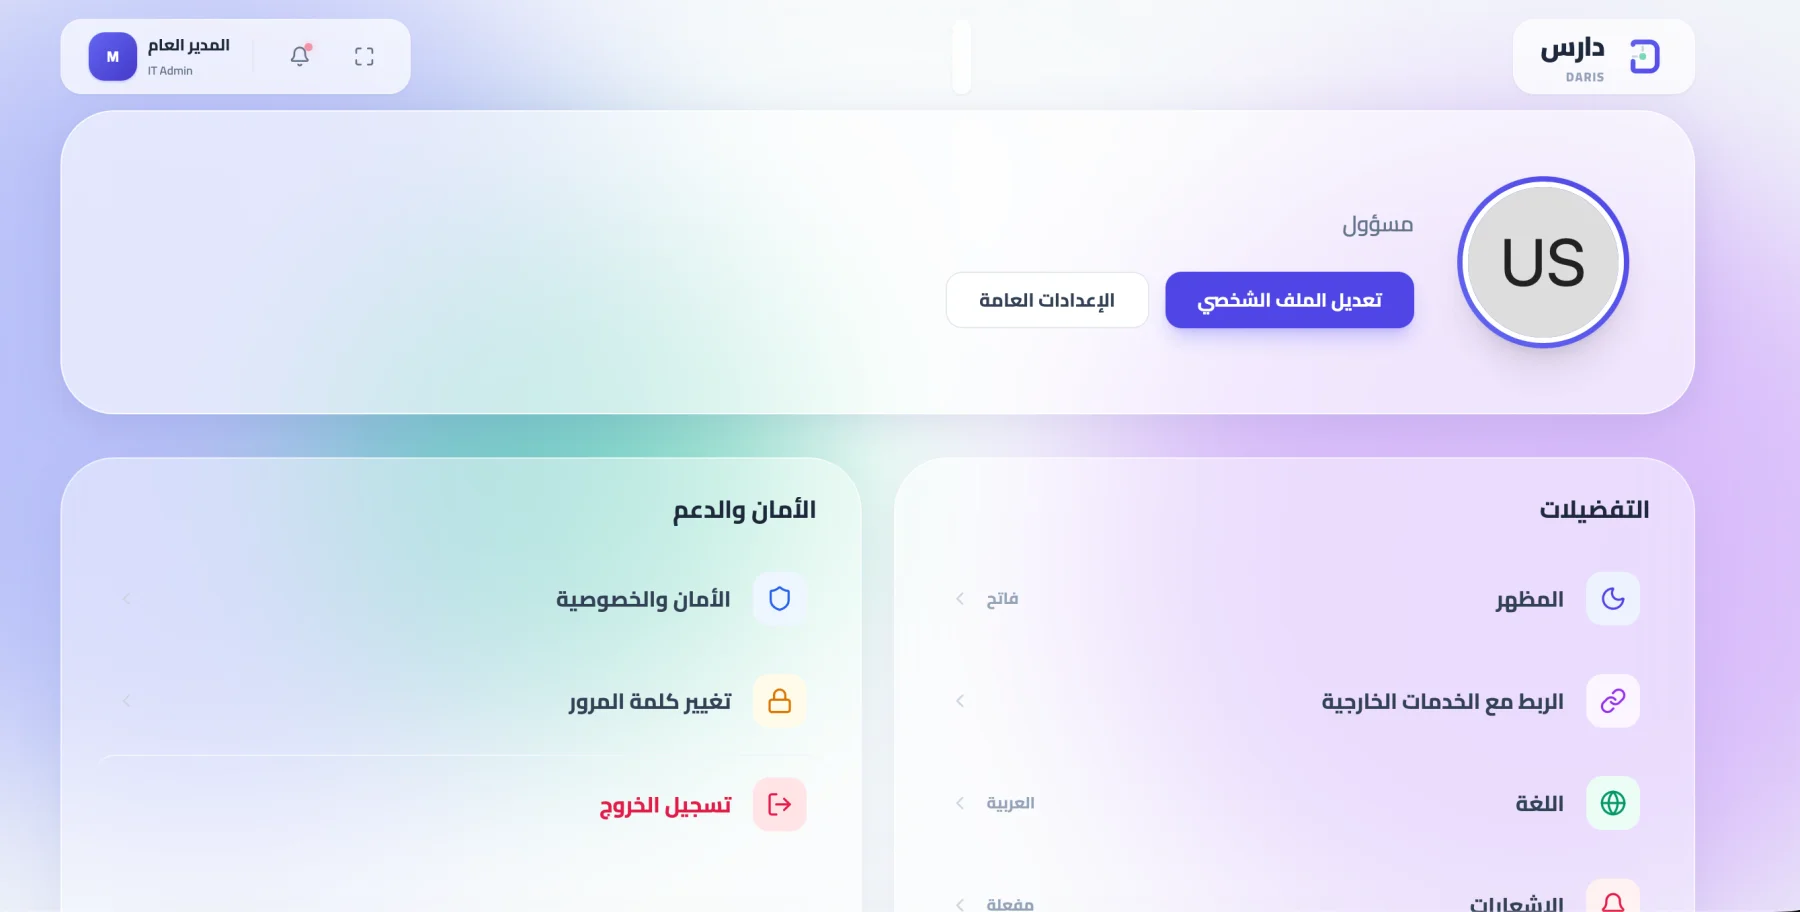 دارس
DARIS
المدير العام
IT Admin
M
US
مسؤول
تعديل الملف الشخصي
الإعدادات العامة
التفضيلات
المظهر
فاتح
الربط مع الخدمات الخارجية
اللغة
العربية
الإشعارات
مفعلة
الأمان والدعم
الأمان والخصوصية
تغيير كلمة المرور
تسجيل الخروج